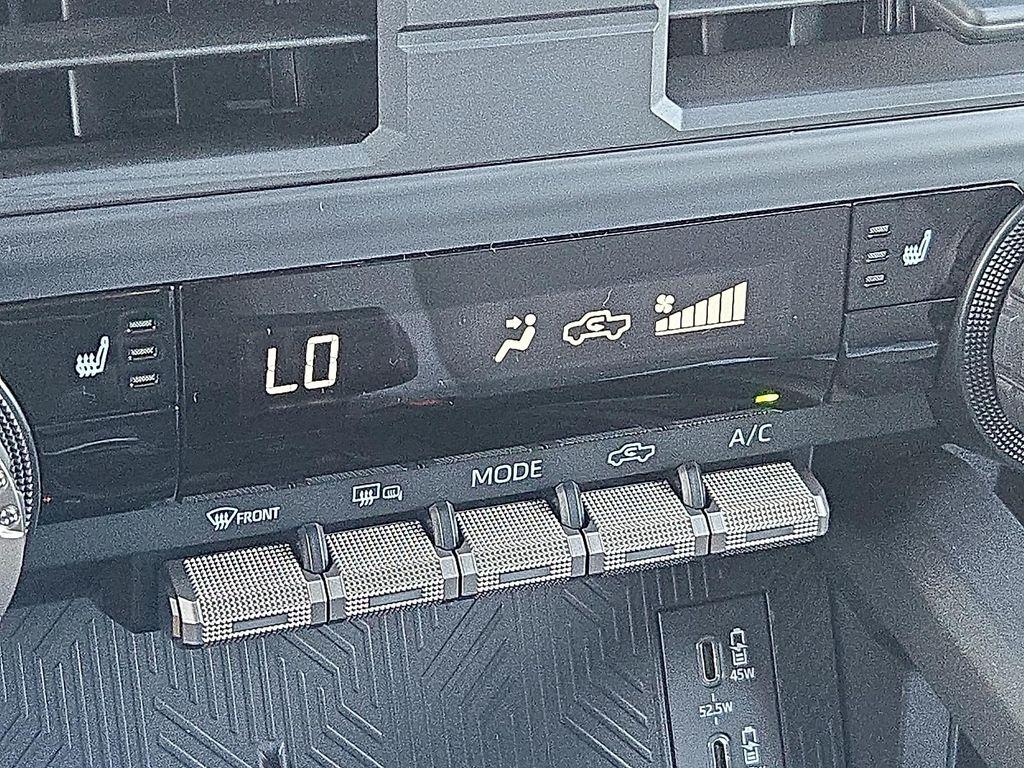 LO
FRONT
MODE
A/C
45W
52.5W